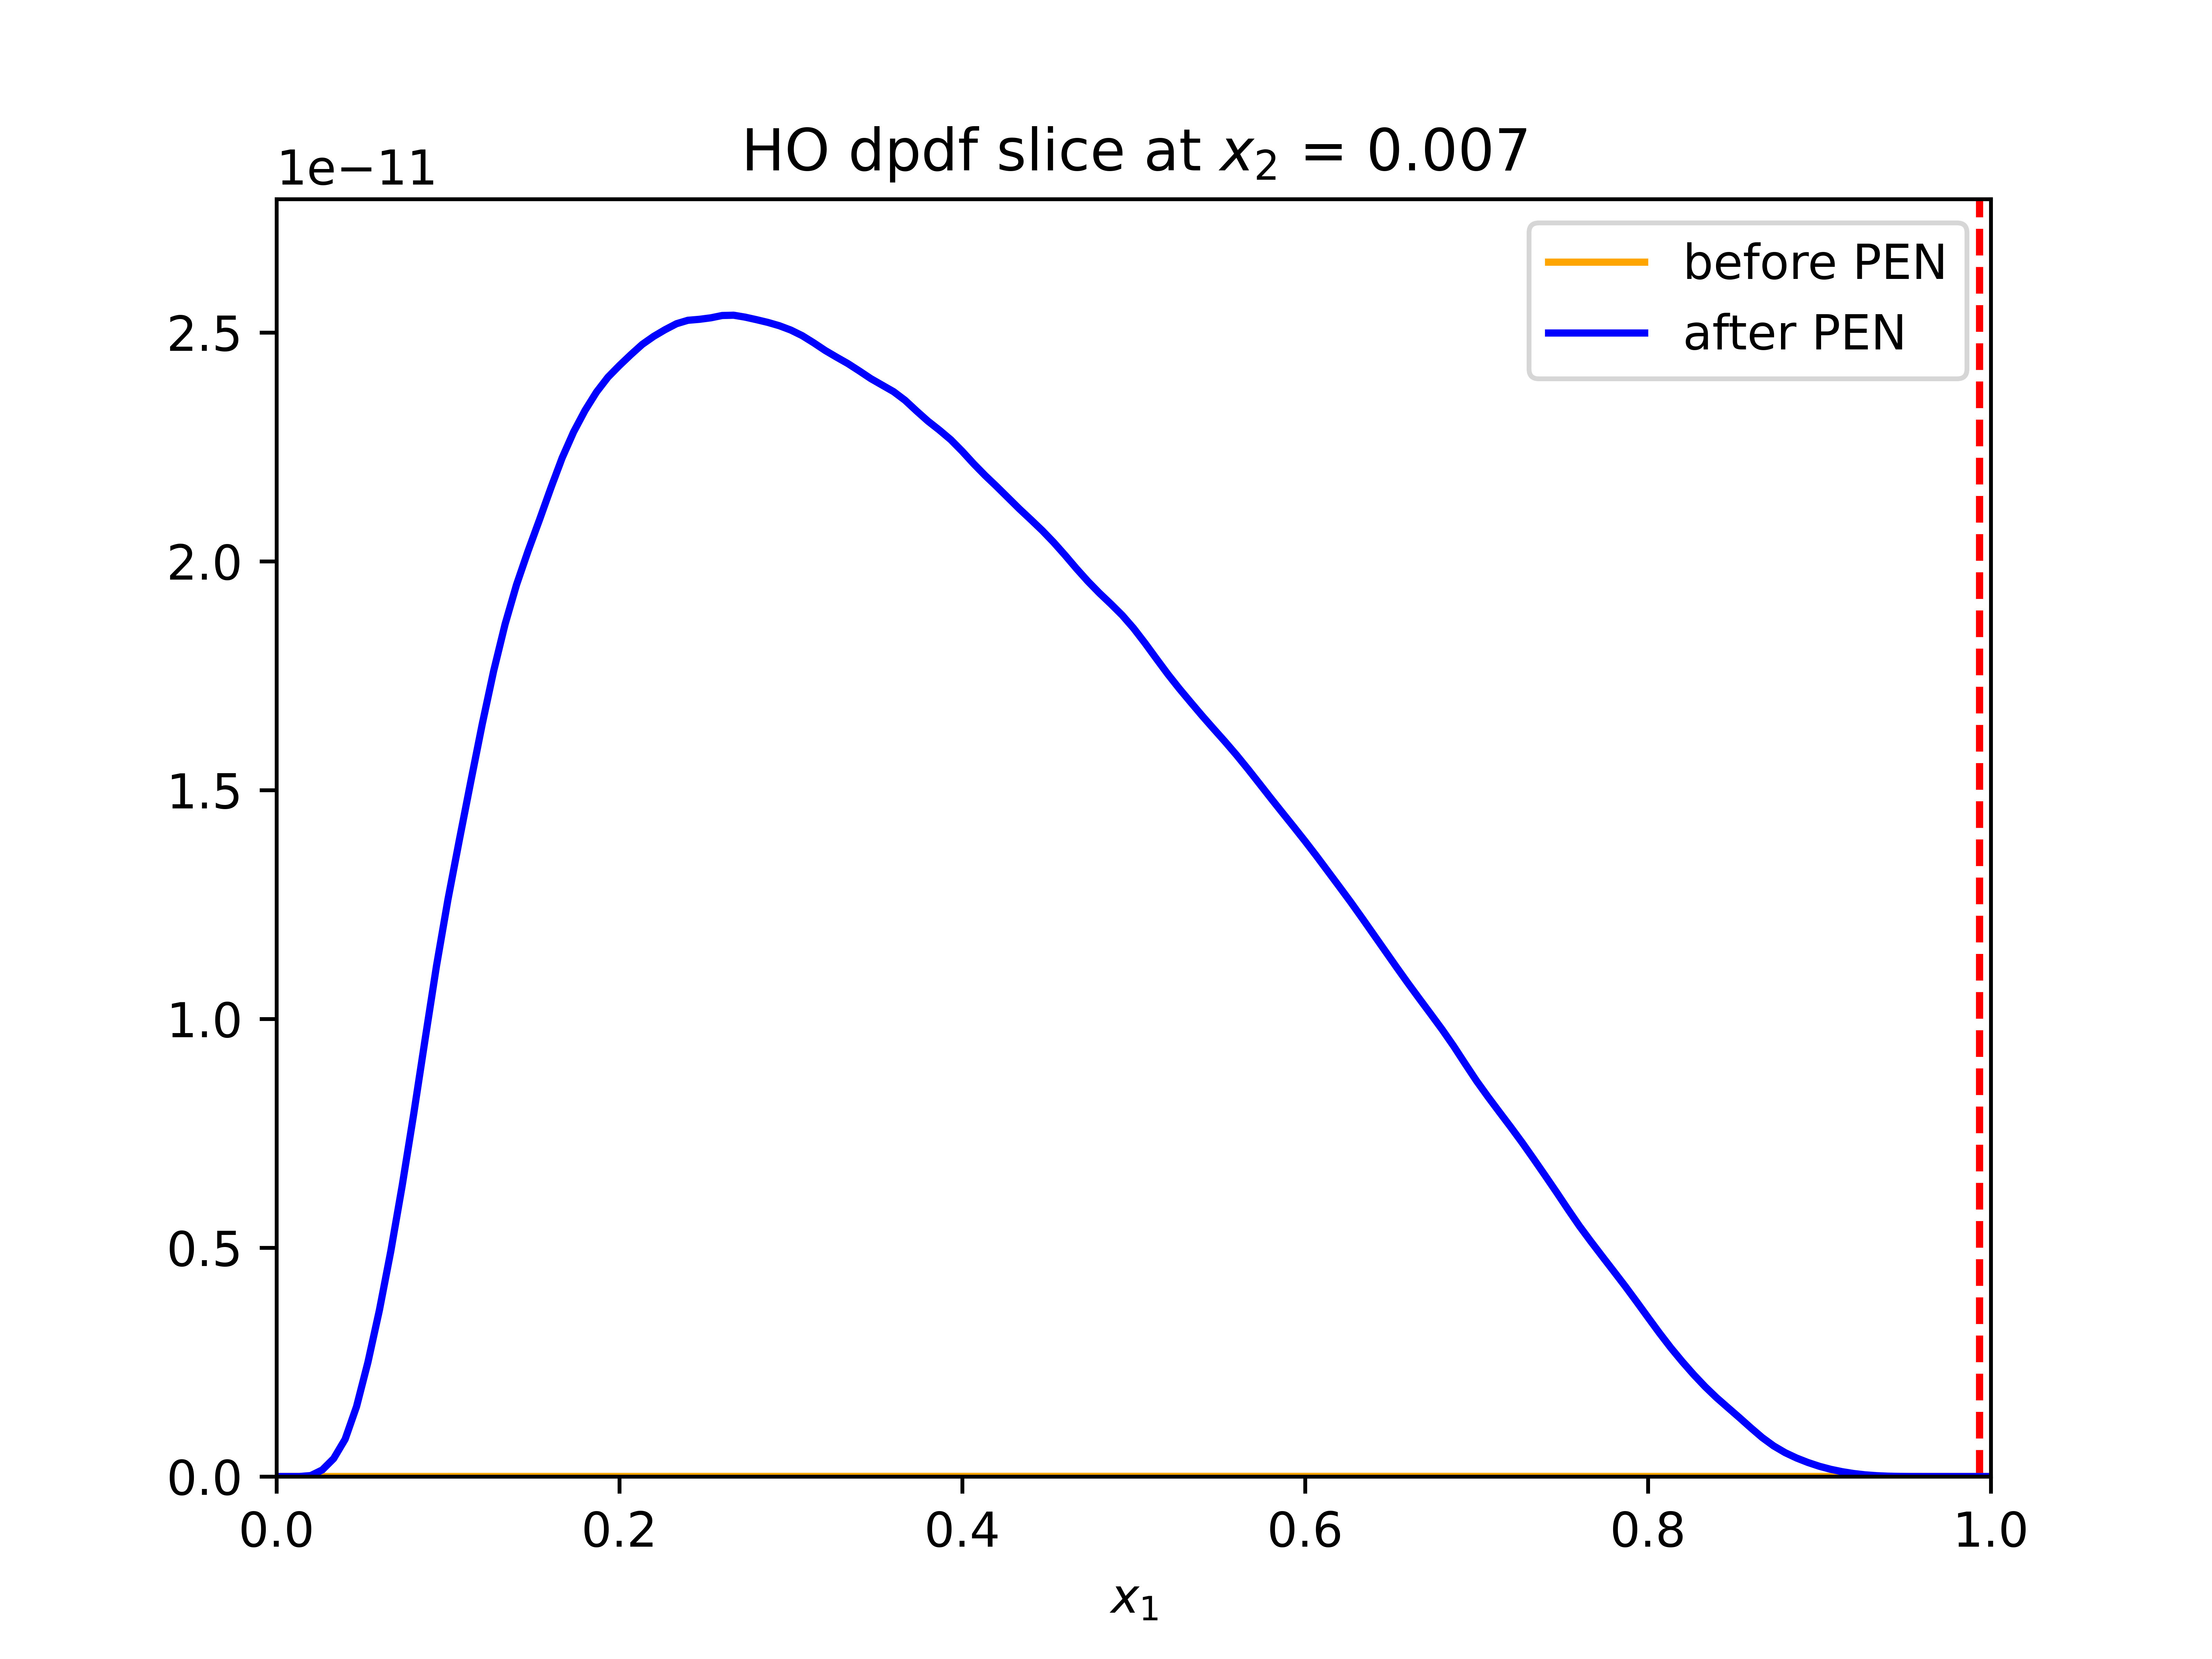 HO dpdf slice at x₂ = 0.007
1e−11
before PEN
after PEN
2.5
2.0
1.5
1.0
0.5
0.0
0.0 0.2 0.4 0.6 0.8 1.0
x₁